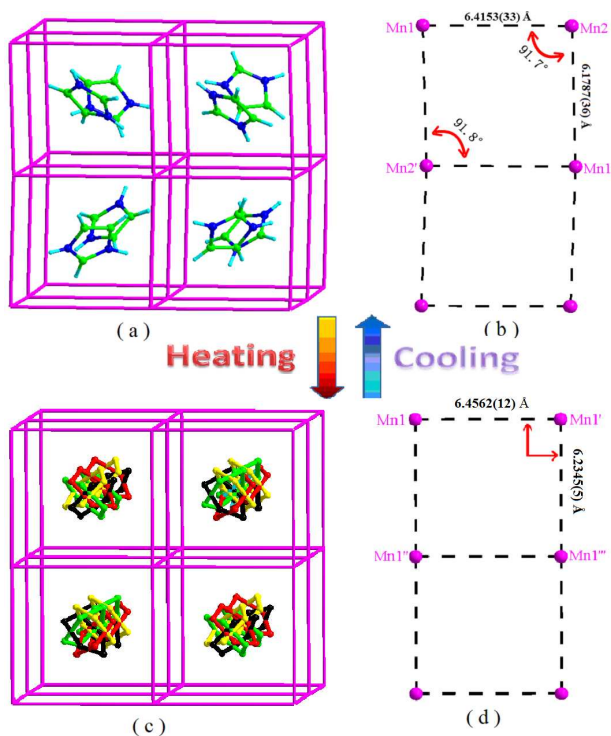 6.4153(33) Å
Mn1
Mn2
91.7°
6.1787(36) Å
91.8°
Mn2'
Mn1
( a )
( b )
Heating
Cooling
6.4562(12) Å
Mn1
Mn1'
6.2345(5) Å
Mn1''
Mn1'''
( c )
( d )